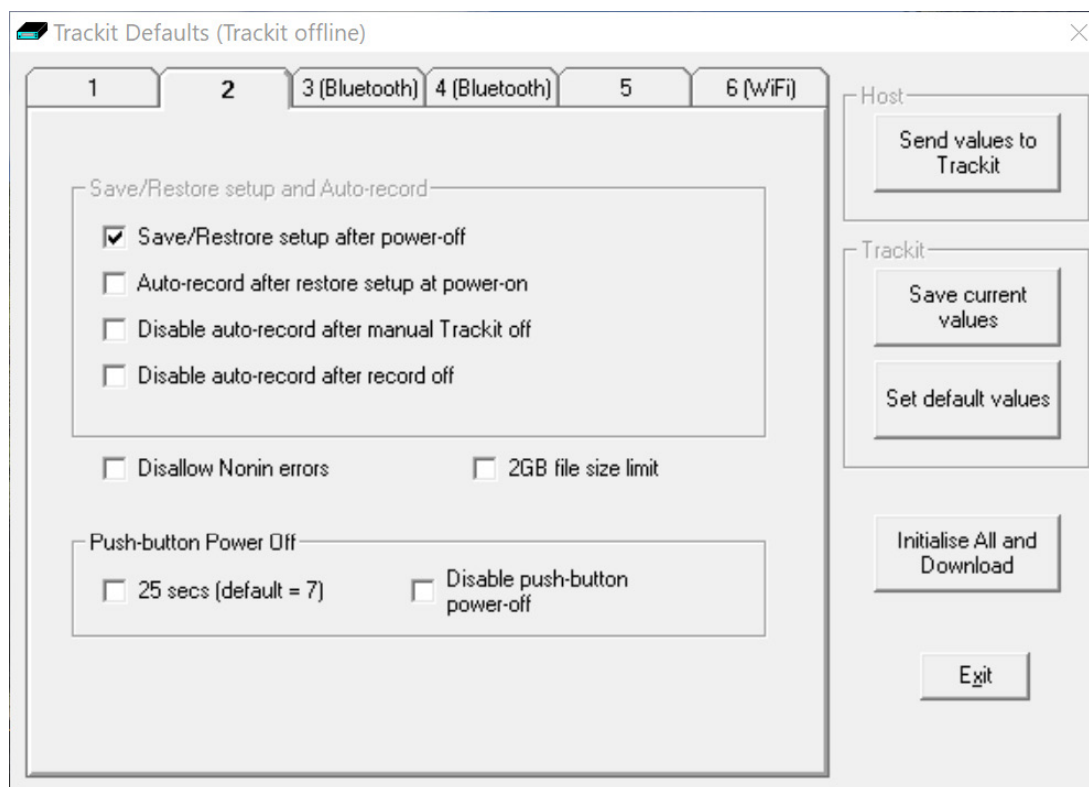 Trackit Defaults (Trackit offline)
1
2
3 (Bluetooth)
4 (Bluetooth)
5
6 (WiFi)
Save/Restore setup and Auto-record
Save/Restrore setup after power-off
Auto-record after restore setup at power-on
Disable auto-record after manual Trackit off
Disable auto-record after record off
Disallow Nonin errors
2GB file size limit
Push-button Power Off
25 secs (default = 7)
Disable push-button
power-off
Host
Send values to
Trackit
Trackit
Save current
values
Set default values
Initialise All and
Download
Exit